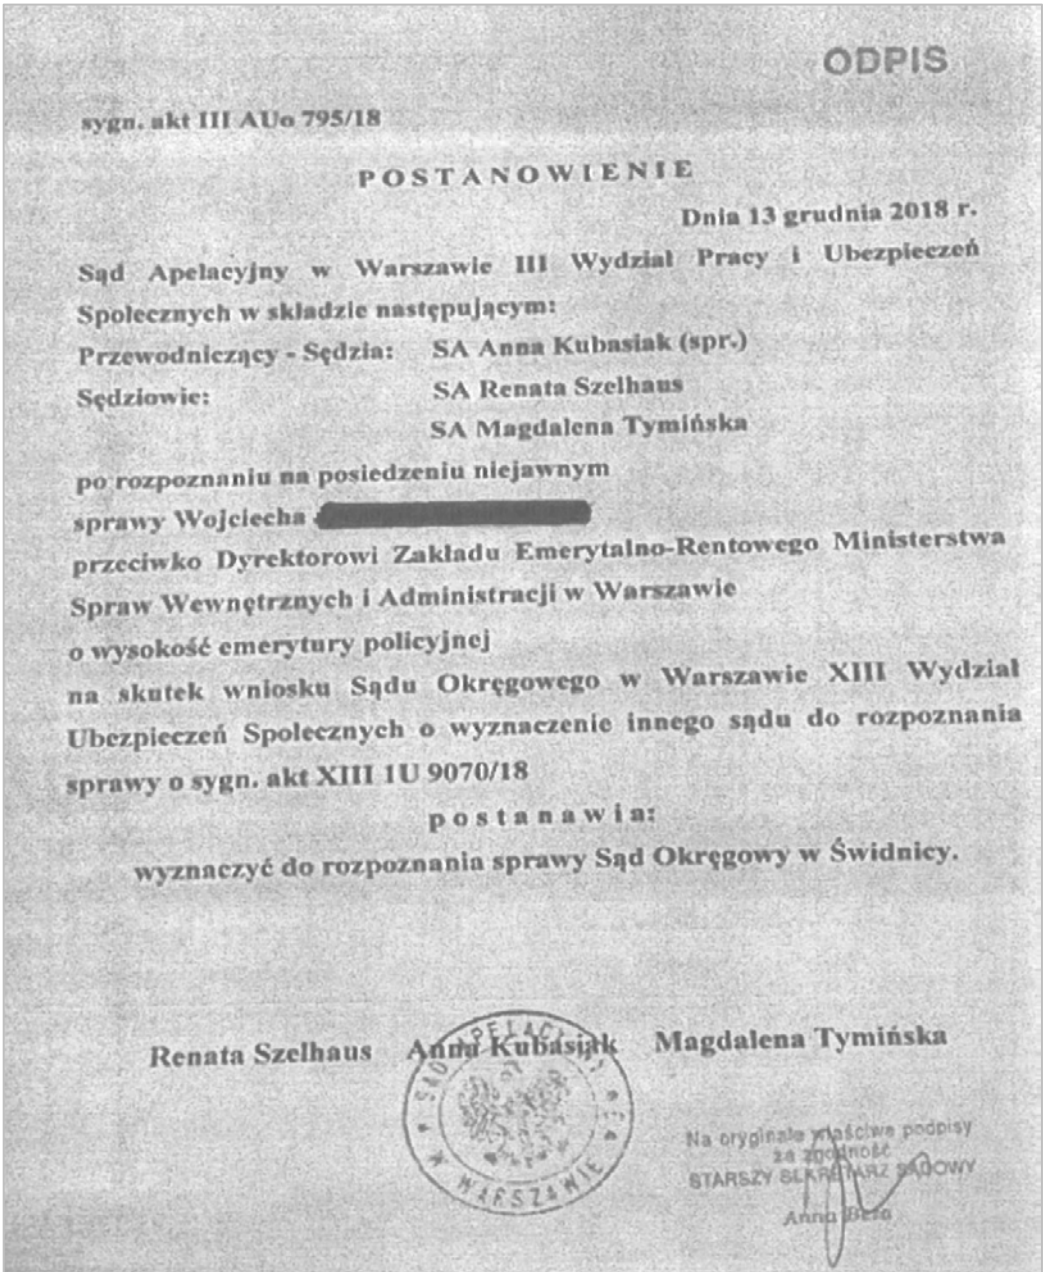 ODPIS
sygn. akt III AUo 795/18
POSTANOWIENIE
Dnia 13 grudnia 2018 r.
Sąd Apelacyjny w Warszawie III Wydział Pracy i Ubezpieczeń
Społecznych w składzie następującym:
Przewodniczący - Sędzia: SA Anna Kubasiak (spr.)
Sędziowie: SA Renata Szelhaus
SA Magdalena Tymińska
po rozpoznaniu na posiedzeniu niejawnym
sprawy Wojciecha
przeciwko Dyrektorowi Zakładu Emerytalno-Rentowego Ministerstwa
Spraw Wewnętrznych i Administracji w Warszawie
o wysokość emerytury policyjnej
na skutek wniosku Sądu Okręgowego w Warszawie XIII Wydział
Ubezpieczeń Społecznych o wyznaczenie innego sądu do rozpoznania
sprawy o sygn. akt XIII 1U 9070/18
postanawia:
wyznaczyć do rozpoznania sprawy Sąd Okręgowy w Świdnicy.
Renata Szelhaus Anna Kubasiak Magdalena Tymińska
SĄD APELACYJNY W WARSZAWIE
Na oryginale właściwe podpisy
za zgodność
STARSZY SEKRETARZ SĄDOWY
Anna